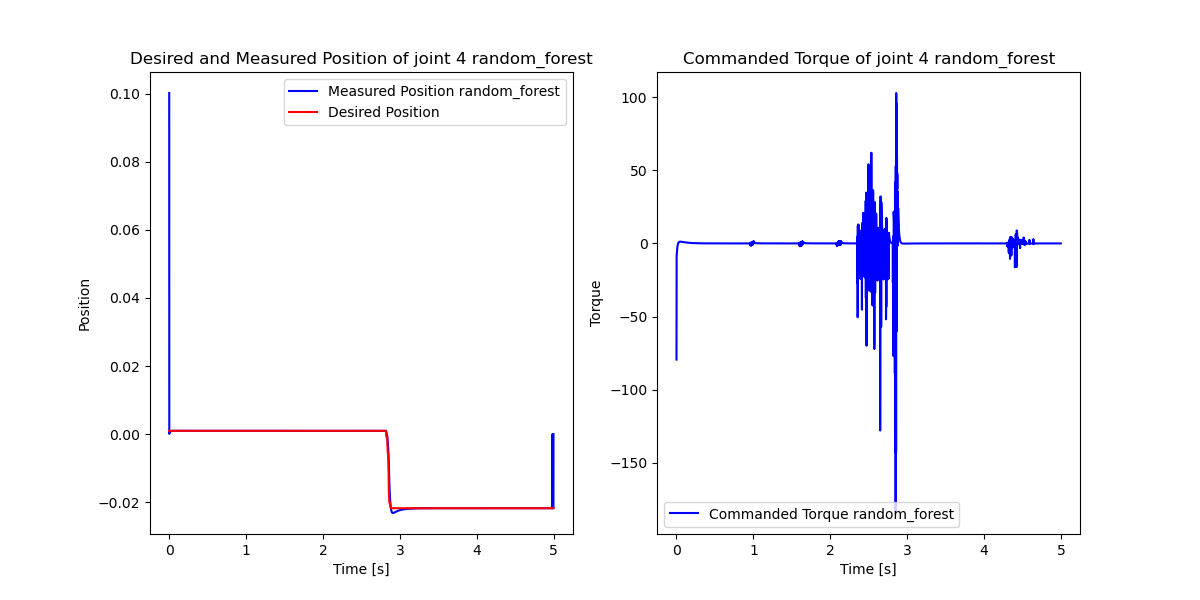 Desired and Measured Position of joint 4 random_forest
Measured Position random_forest
Desired Position
0.10
0.08
0.06
0.04
0.02
0.00
−0.02
Position
0 1 2 3 4 5
Time [s]
Commanded Torque of joint 4 random_forest
100
50
0
−50
−100
−150
Torque
Commanded Torque random_forest
0 1 2 3 4 5
Time [s]